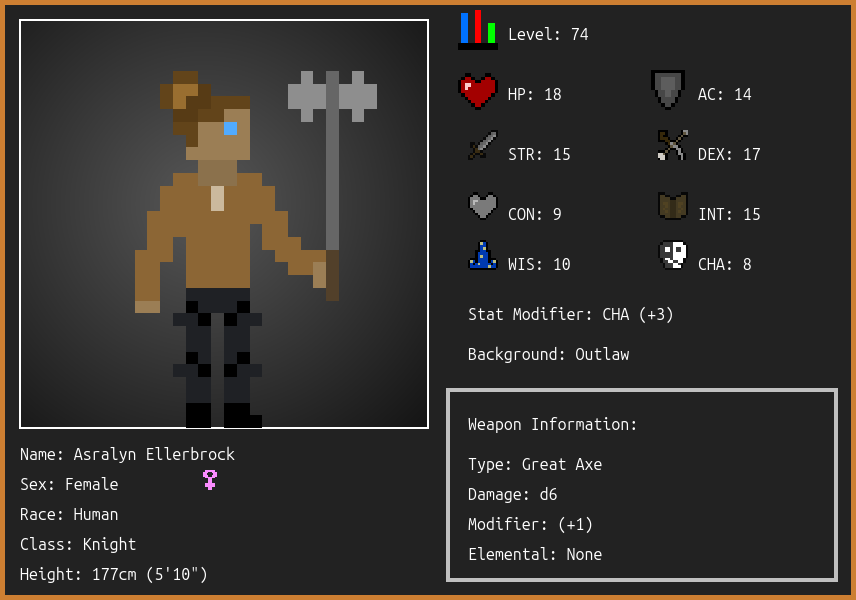 Level: 74
HP: 18
AC: 14
STR: 15
DEX: 17
CON: 9
INT: 15
WIS: 10
CHA: 8
Stat Modifier: CHA (+3)
Background: Outlaw
Weapon Information:
Type: Great Axe
Damage: d6
Modifier: (+1)
Elemental: None
Name: Asralyn Ellerbrock
Sex: Female
Race: Human
Class: Knight
Height: 177cm (5'10")